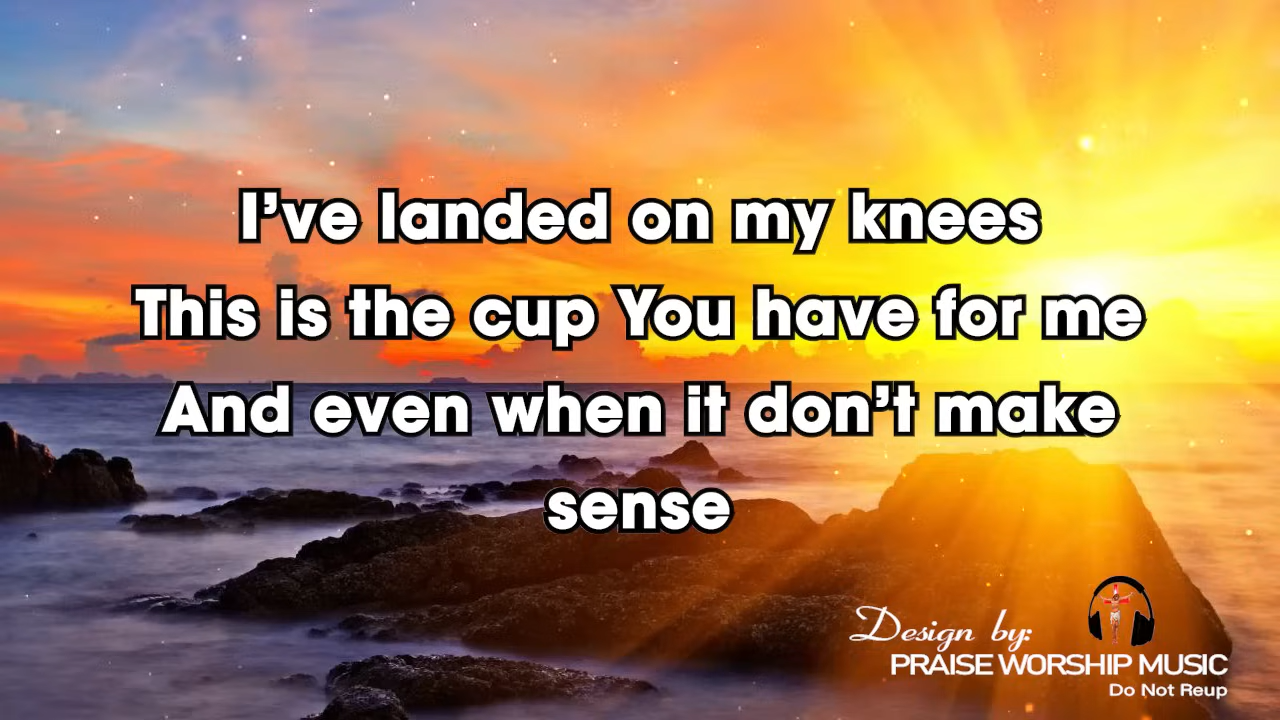 I’ve landed on my knees
This is the cup You have for me
And even when it don’t make
sense
Design by:
PRAISE WORSHIP MUSIC
Do Not Reup